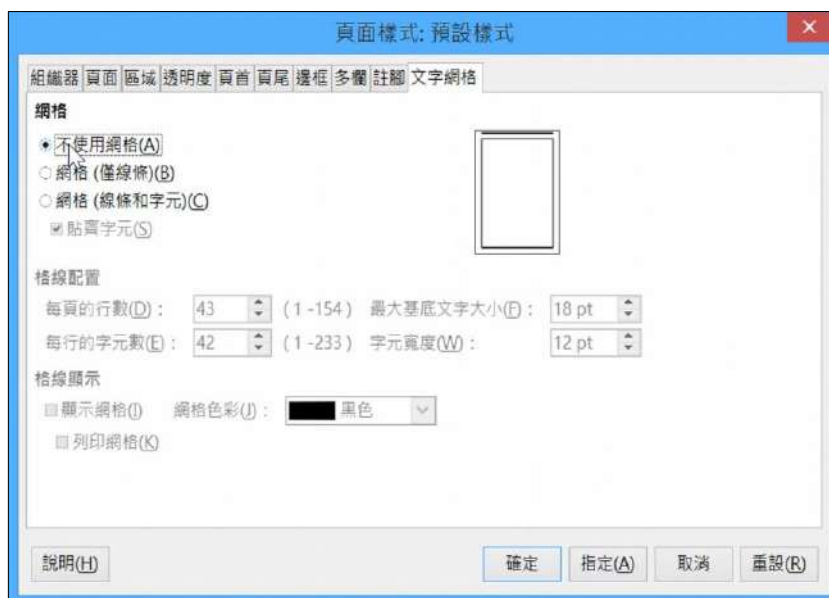 頁面樣式: 預設樣式
組織器 頁面 區域 透明度 頁首 頁尾 邊框 多欄 註腳 文字網格
網格
不使用網格(A)
網格 (僅線條)(B)
網格 (線條和字元)(C)
貼齊字元(S)
格線配置
每頁的行數(D): 43 (1 -154) 最大基底文字大小(F): 18 pt
每行的字元數(E): 42 (1 -233) 字元寬度(W): 12 pt
格線顯示
顯示網格(I) 網格色彩(J): 黑色
列印網格(K)
說明(H) 確定 指定(A) 取消 重設(R)